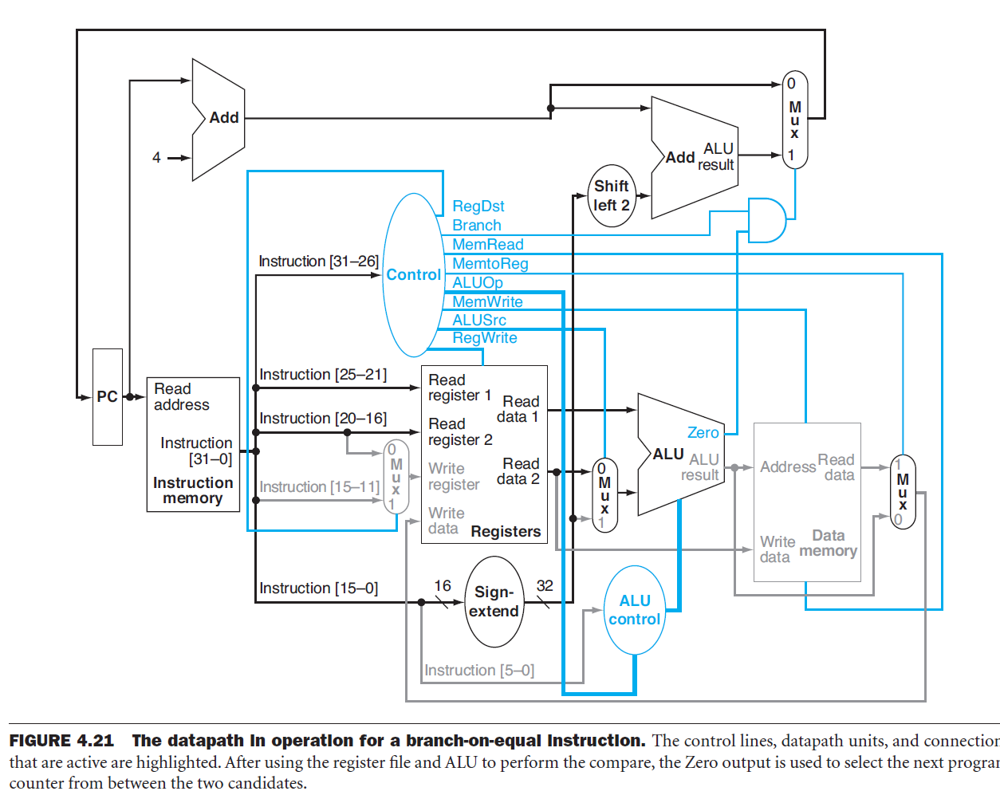 0
M
u
x
1
Add
ALU
Add
result
4
Shift
left 2
RegDst
Branch
MemRead
Instruction [31–26]
MemtoReg
Control
ALUOp
MemWrite
ALUSrc
RegWrite
PC
Read
address
Instruction
[31–0]
Instruction
memory
Instruction [25–21]
Instruction [20–16]
Instruction [15–11]
0
M
u
x
1
Read
register 1
Read
register 2
Write
register
Write
data
Read
data 1
Read
data 2
Registers
0
M
u
x
1
Zero
ALU
ALU
result
Address
Read
data
Write
data
Data
memory
1
M
u
x
0
Instruction [15–0]
16
Sign-
extend
32
ALU
control
Instruction [5–0]
FIGURE 4.21 The datapath in operation for a branch-on-equal instruction. The control lines, datapath units, and connection
that are active are highlighted. After using the register file and ALU to perform the compare, the Zero output is used to select the next program
counter from between the two candidates.